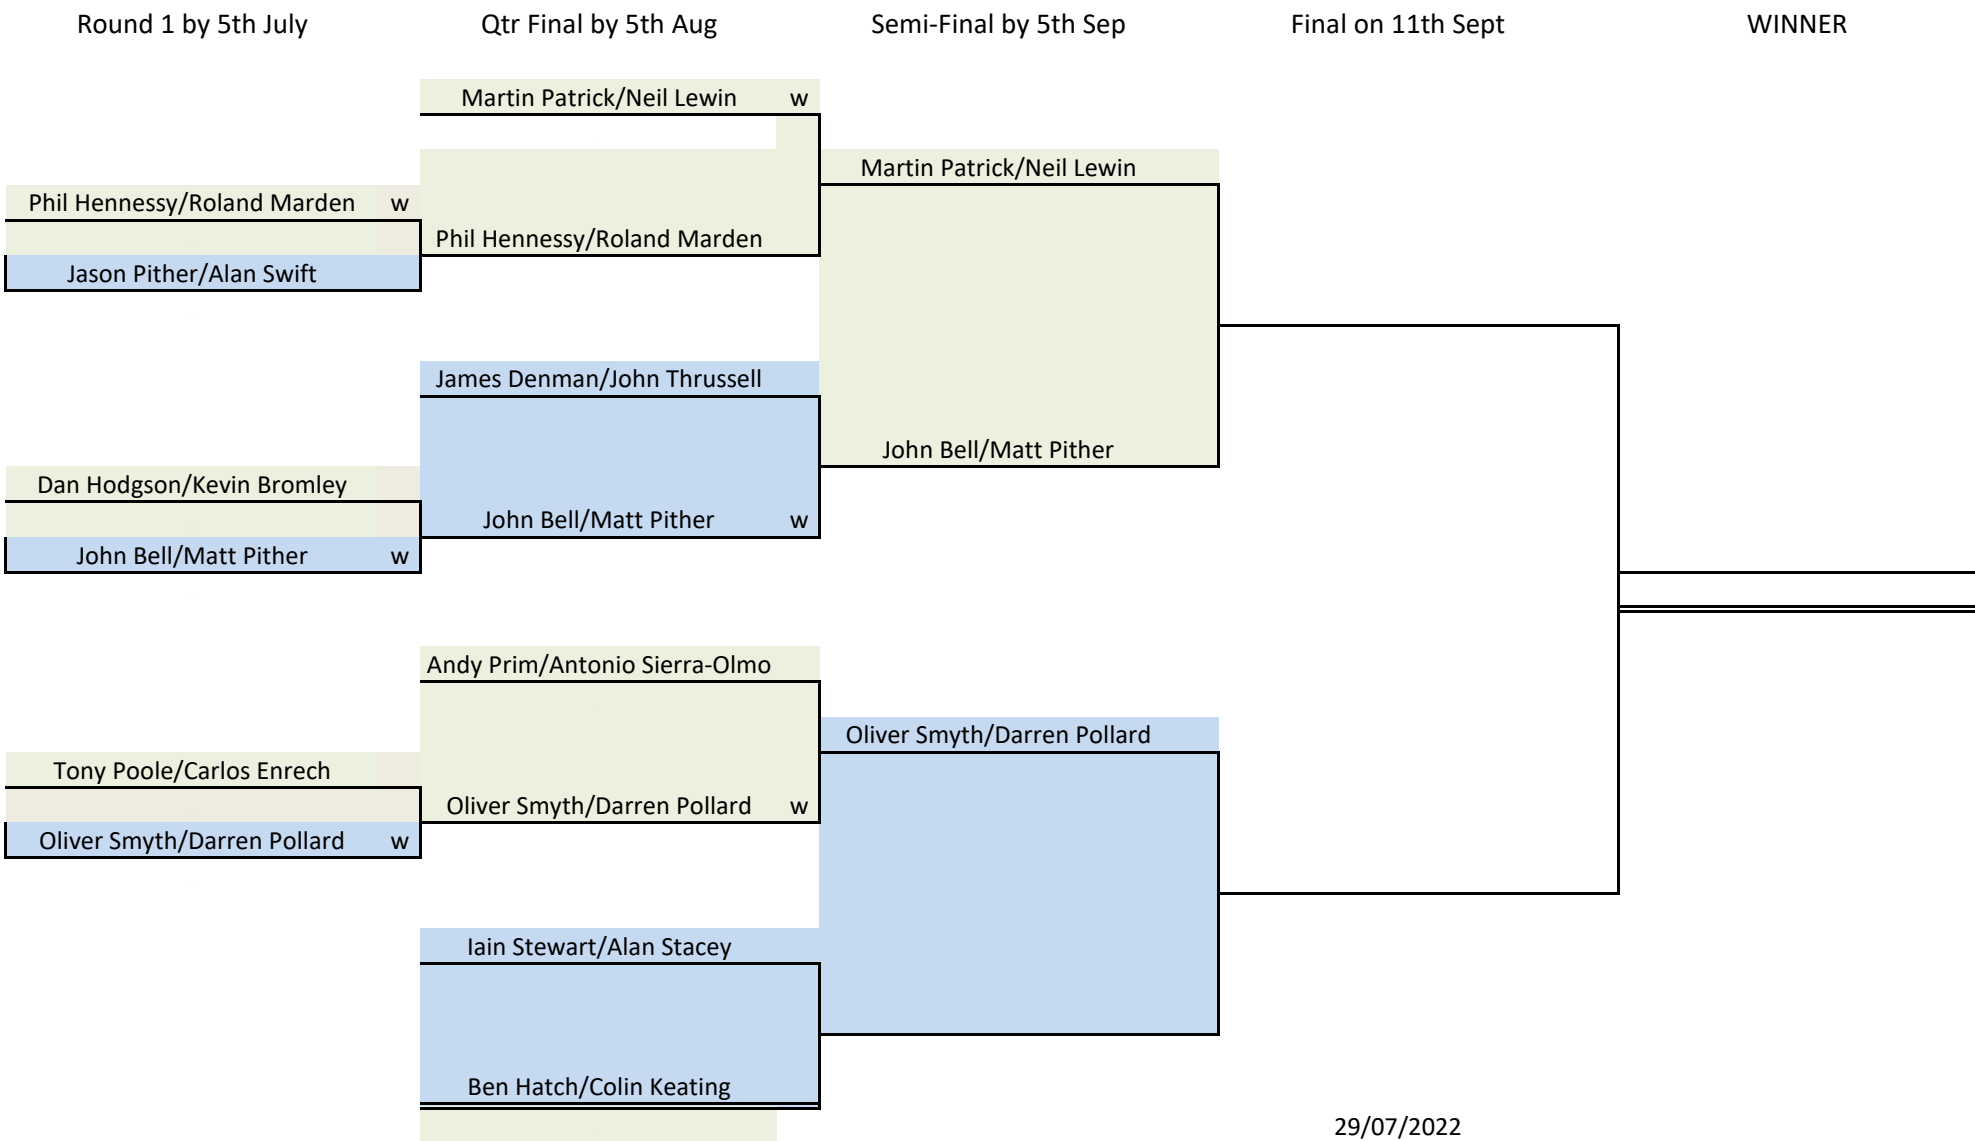 Round 1 by 5th July
Qtr Final by 5th Aug
Semi-Final by 5th Sep
Final on 11th Sept
WINNER
Martin Patrick/Neil Lewin w
Martin Patrick/Neil Lewin
Phil Hennessy/Roland Marden w
Phil Hennessy/Roland Marden
Jason Pither/Alan Swift
James Denman/John Thrussell
John Bell/Matt Pither
Dan Hodgson/Kevin Bromley
John Bell/Matt Pither w
John Bell/Matt Pither w
Andy Prim/Antonio Sierra-Olmo
Oliver Smyth/Darren Pollard
Tony Poole/Carlos Enrech
Oliver Smyth/Darren Pollard w
Oliver Smyth/Darren Pollard w
Iain Stewart/Alan Stacey
Ben Hatch/Colin Keating
29/07/2022